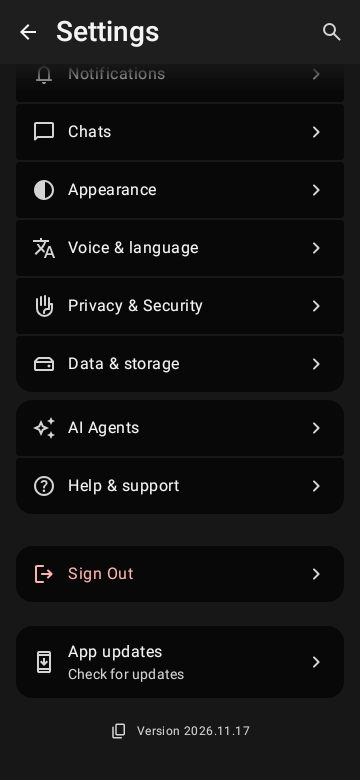 Settings
Notifications
Chats
Appearance
Voice & language
Privacy & Security
Data & storage
AI Agents
Help & support
Sign Out
App updates
Check for updates
Version 2026.11.17